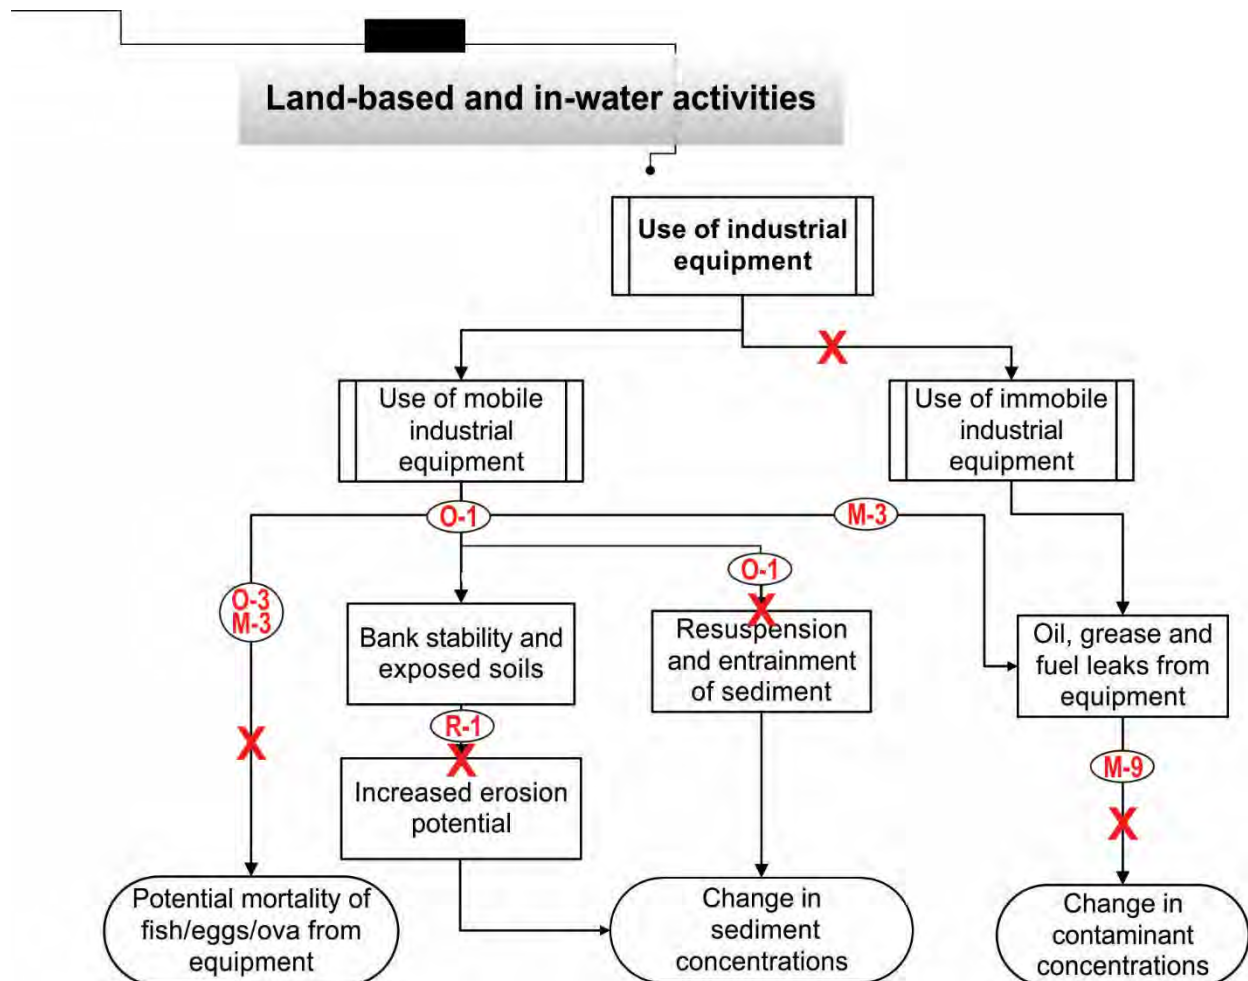 Land-based and in-water activities
Use of industrial
equipment
X
Use of mobile
industrial
equipment
Use of immobile
industrial
equipment
O-1
M-3
O-3
M-3
O-1
X
Bank stability and
exposed soils
Resuspension
and entrainment
of sediment
Oil, grease and
fuel leaks from
equipment
R-1
X
X
M-9
X
Increased erosion
potential
Potential mortality of
fish/eggs/ova from
equipment
Change in
sediment
concentrations
Change in
contaminant
concentrations